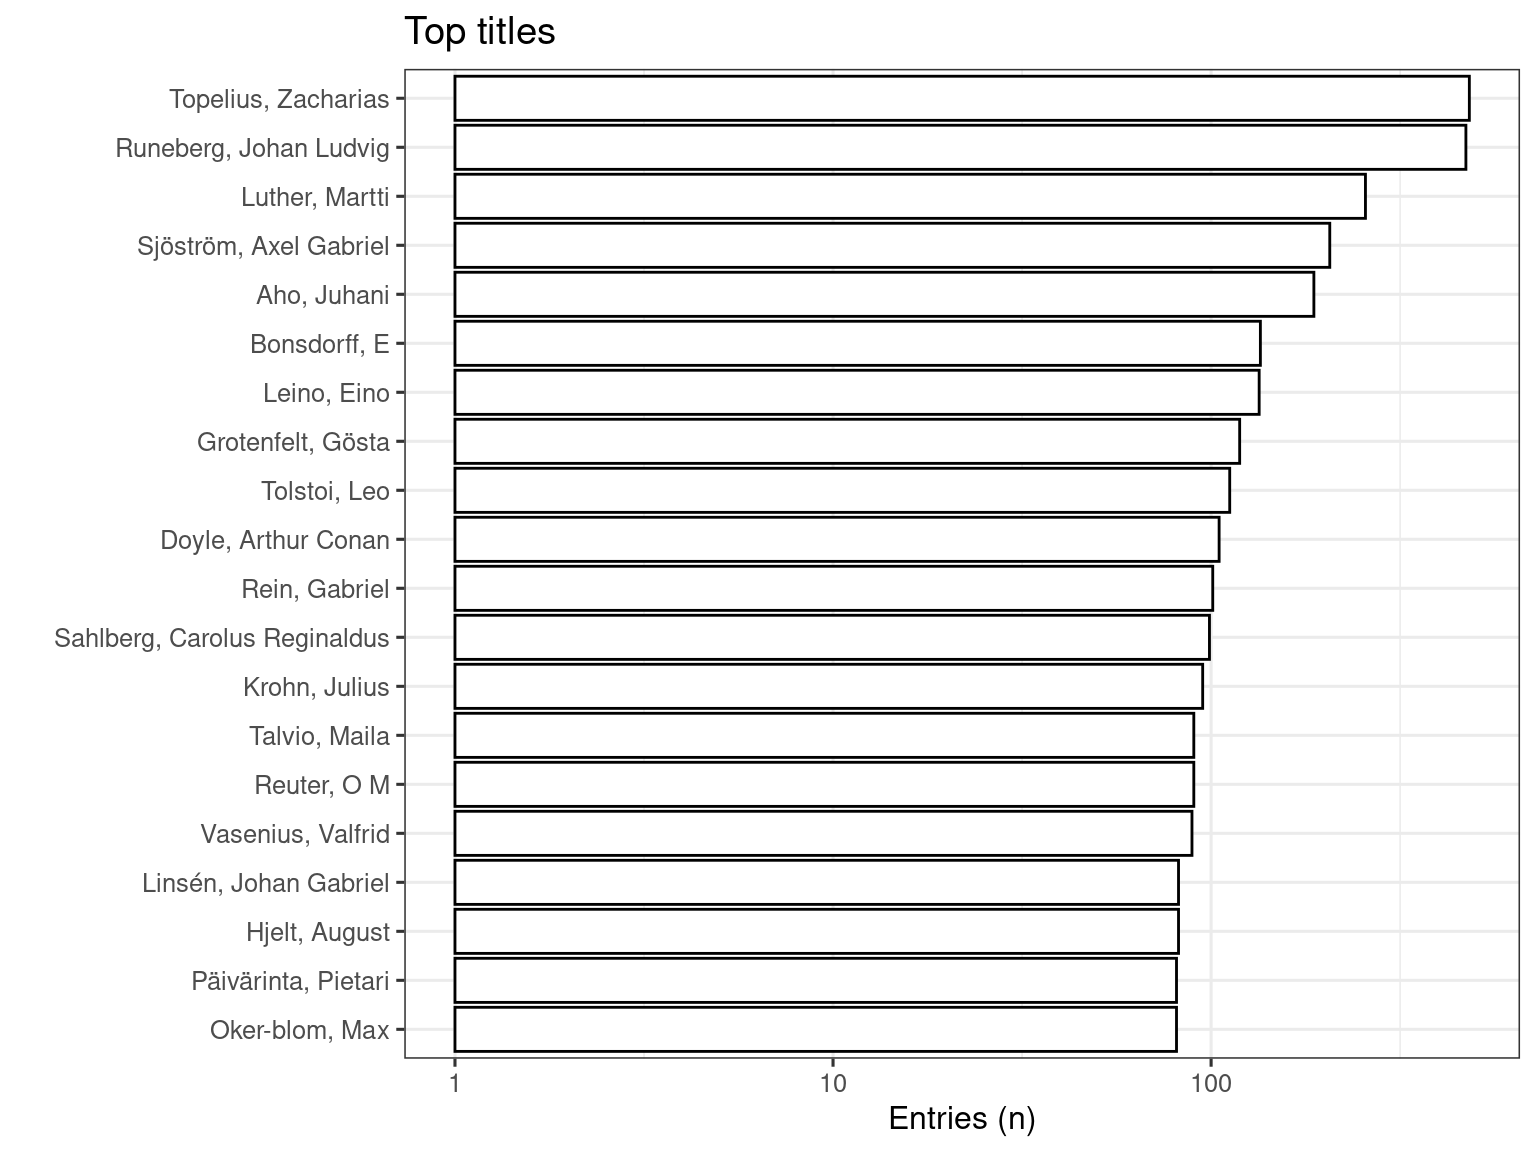 Top titles
Topelius, Zacharias
Runeberg, Johan Ludvig
Luther, Martti
Sjöström, Axel Gabriel
Aho, Juhani
Bonsdorff, E
Leino, Eino
Grotenfelt, Gösta
Tolstoi, Leo
Doyle, Arthur Conan
Rein, Gabriel
Sahlberg, Carolus Reginaldus
Krohn, Julius
Talvio, Maila
Reuter, O M
Vasenius, Valfrid
Linsén, Johan Gabriel
Hjelt, August
Päivärinta, Pietari
Oker-blom, Max
1 10 100
Entries (n)